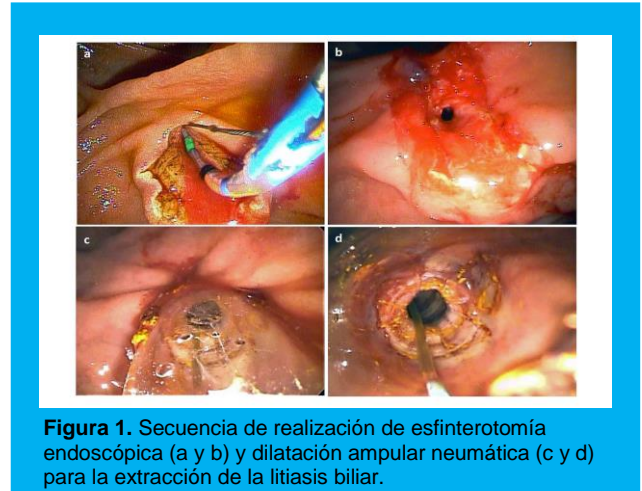 a
b
c
d
Figura 1. Secuencia de realización de esfinterotomía
endoscópica (a y b) y dilatación ampular neumática (c y d)
para la extracción de la litiasis biliar.